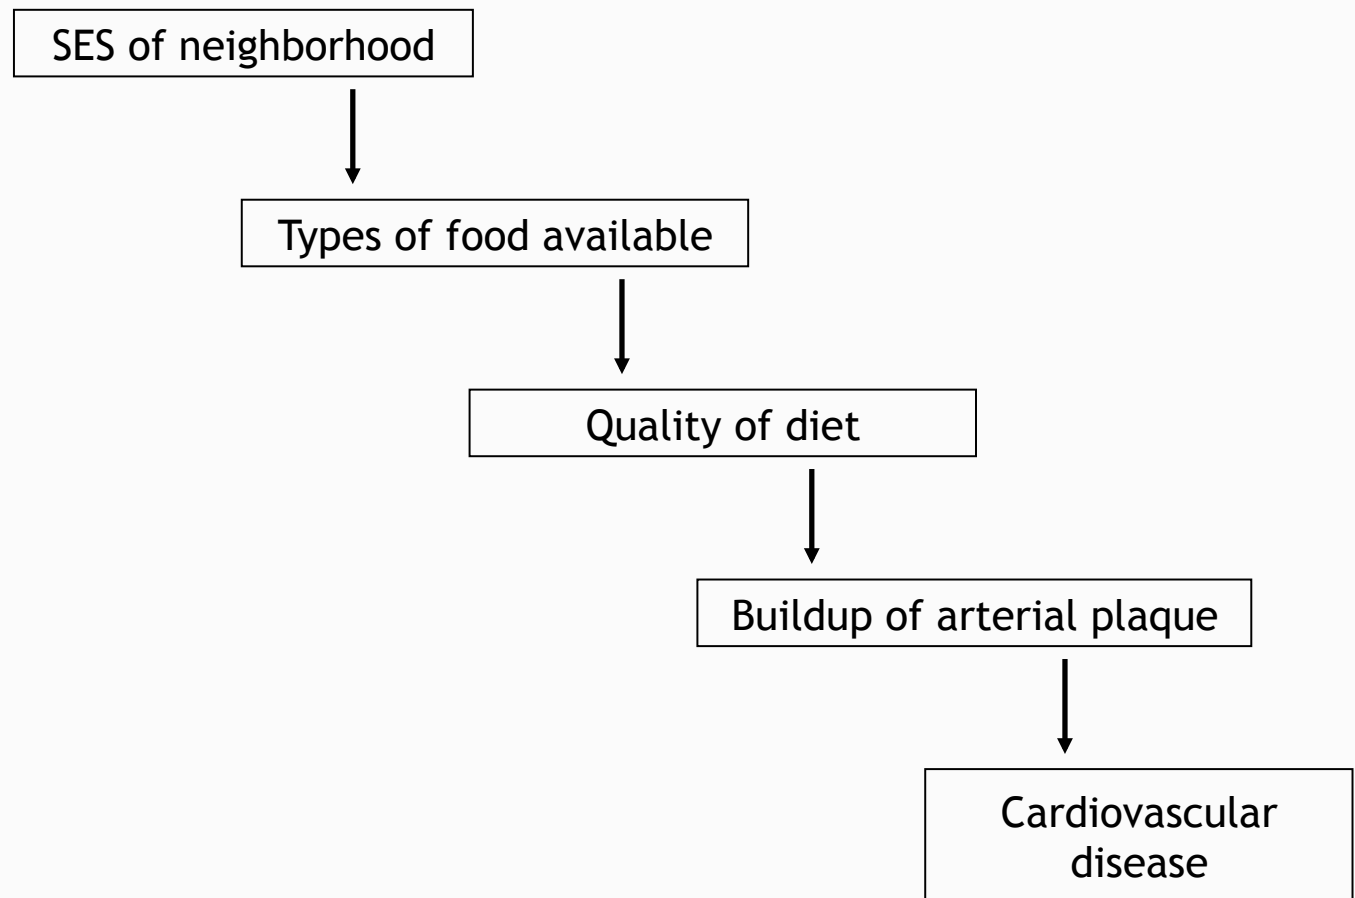 SES of neighborhood
Types of food available
Quality of diet
Buildup of arterial plaque
Cardiovascular
disease